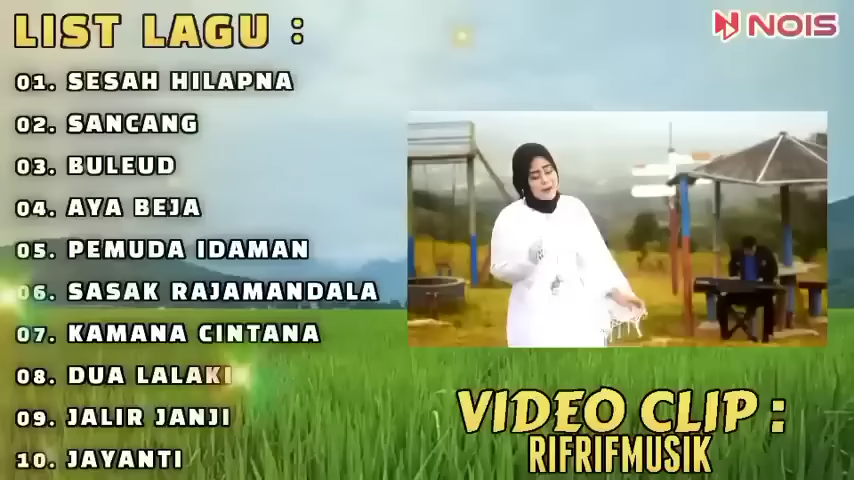 LIST LAGU :
NOIS
01. SESAH HILAPNA
02. SANCANG
03. BULEUD
04. AYA BEJA
05. PEMUDA IDAMAN
06. SASAK RAJAMANDALA
07. KAMANA CINTANA
08. DUA LALAKI
09. JALIR JANJI
10. JAYANTI
VIDEO CLIP :
RIFRIFMUSIK